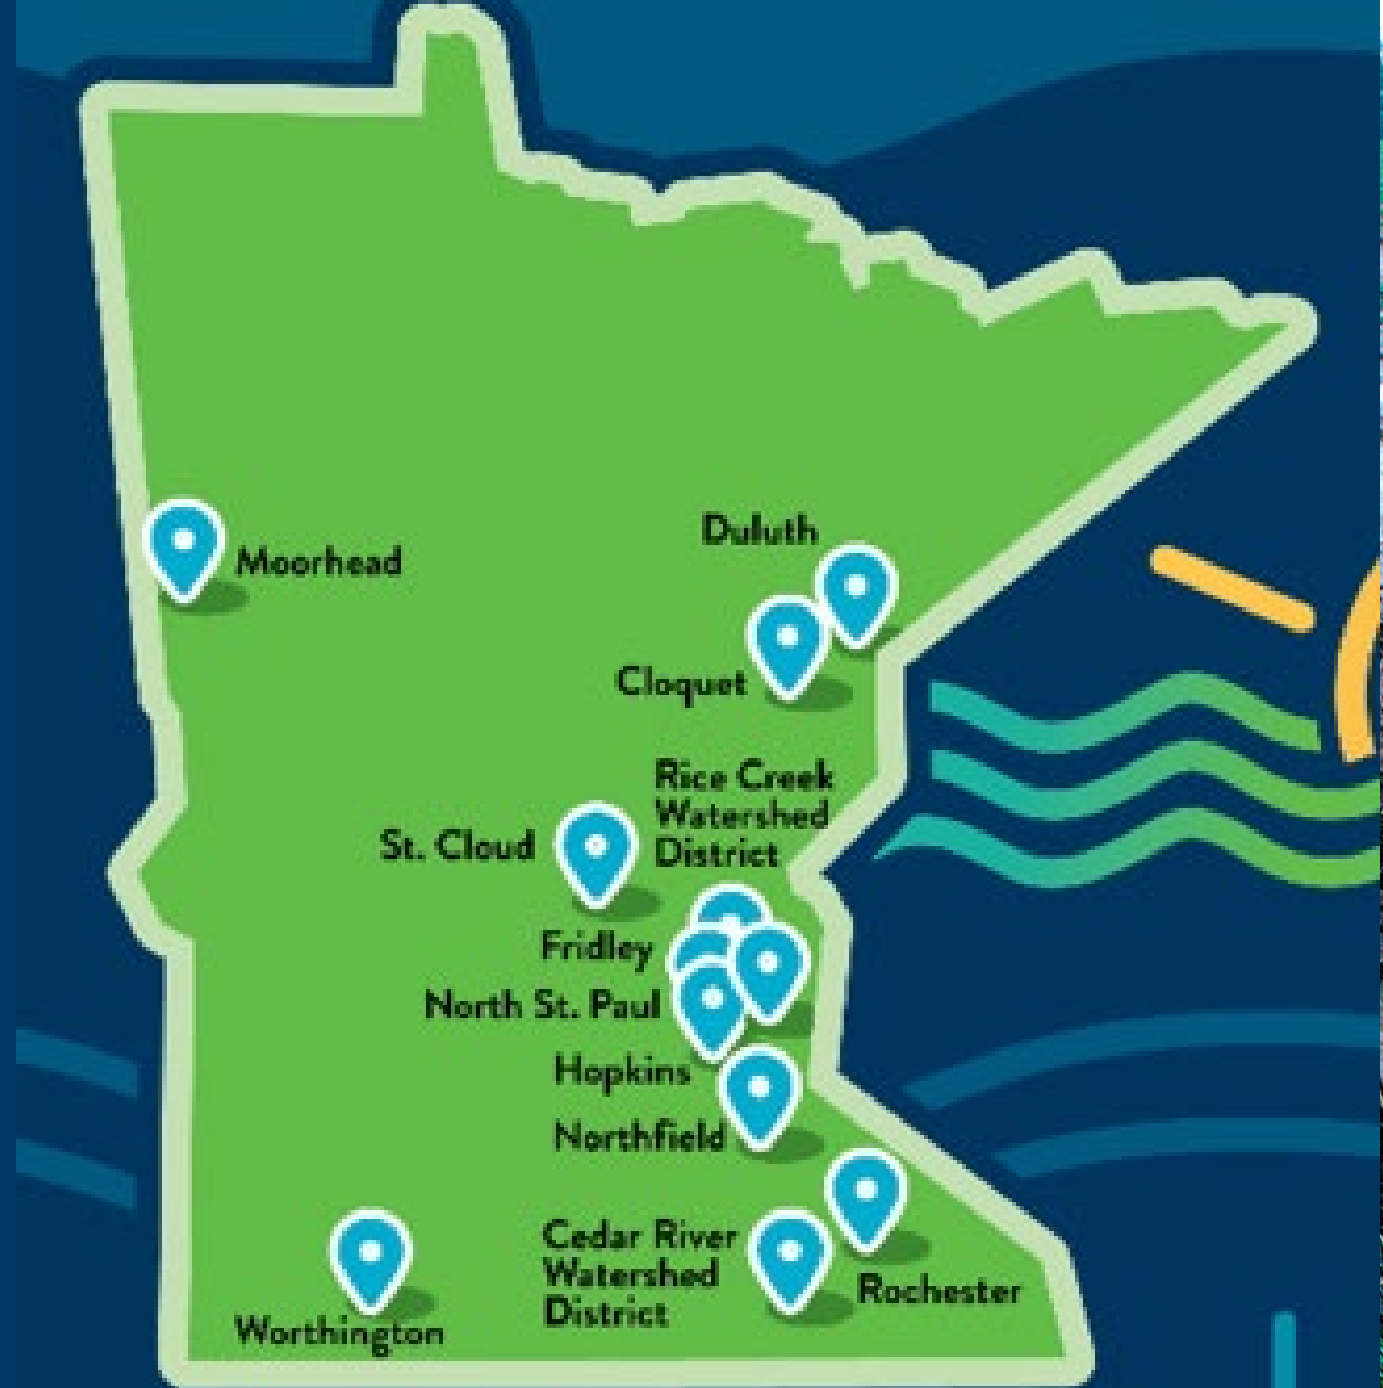 Duluth
Moorhead
Cloquet
Rice Creek
Watershed
District
St. Cloud
Fridley
North St. Paul
Hopkins
Northfield
Cedar River
Watershed
District
Rochester
Worthington